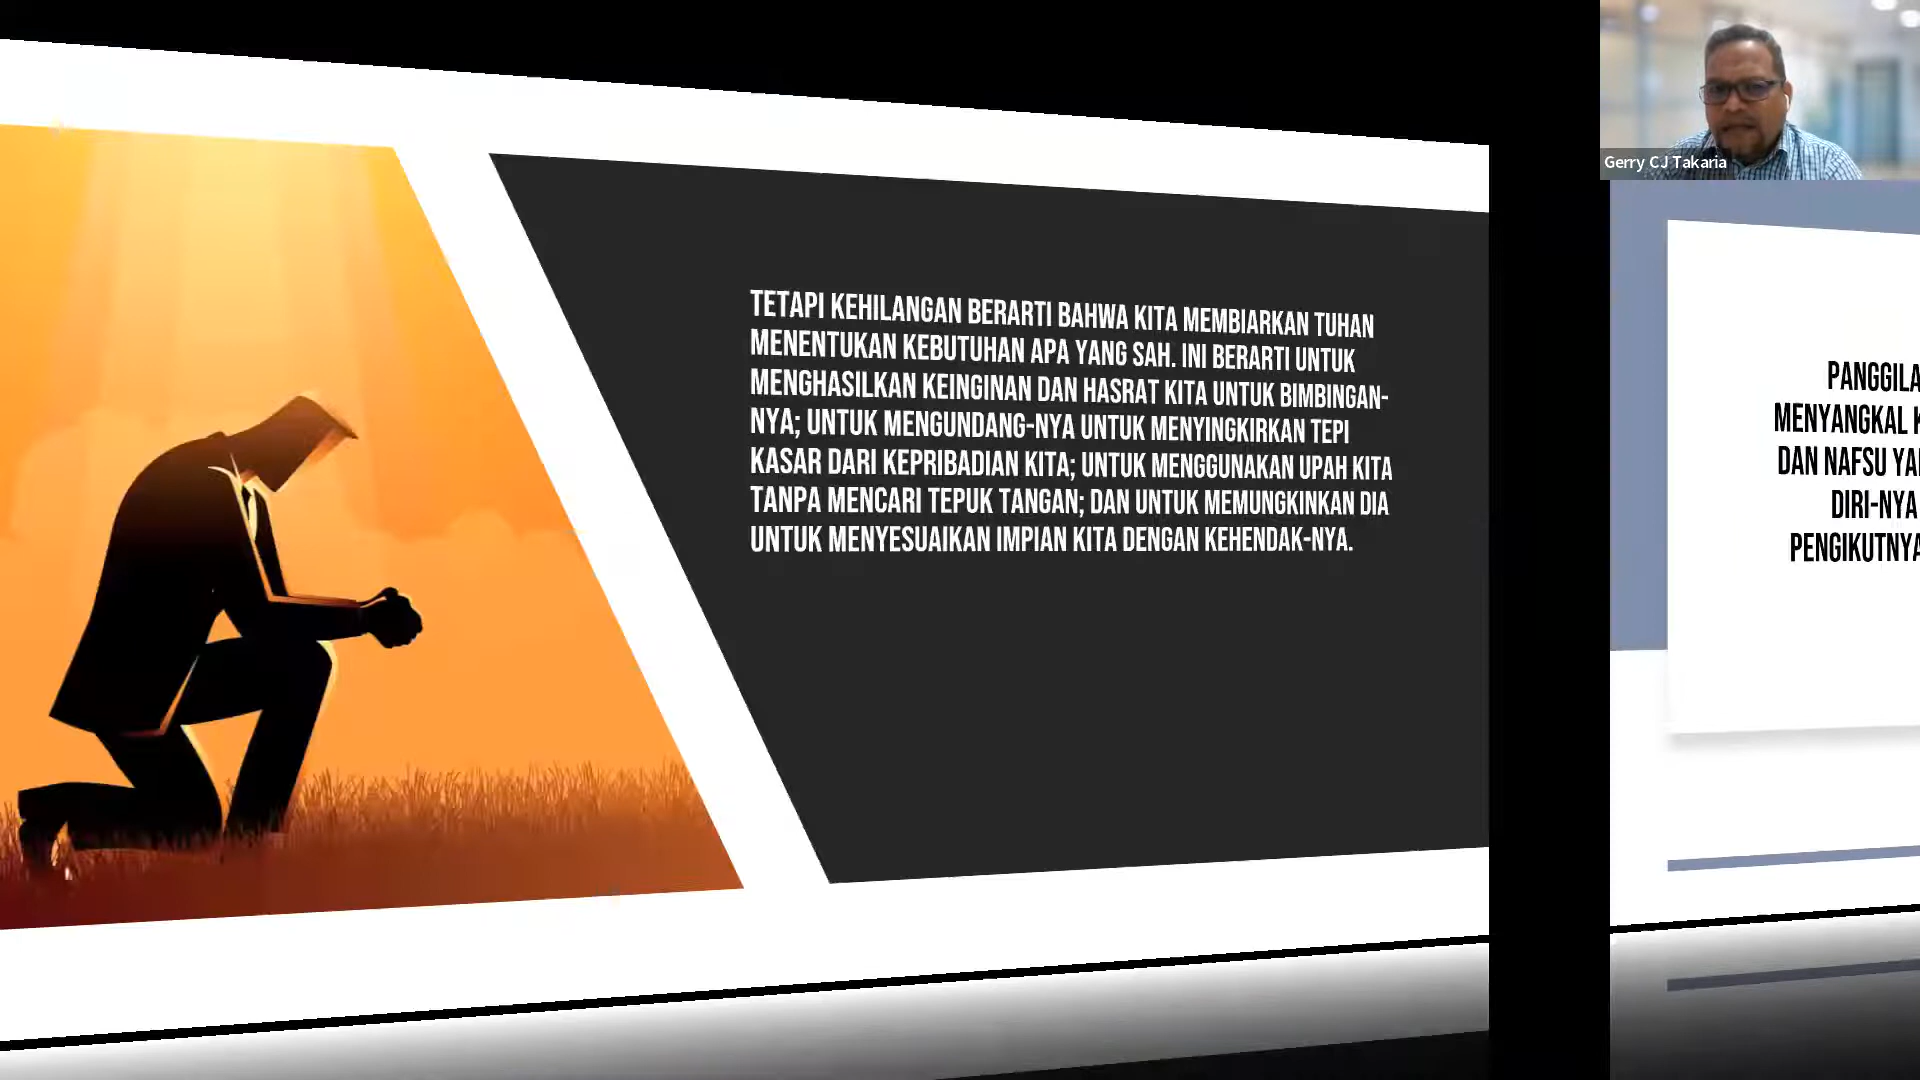 TETAPI KEHILANGAN BERARTI BAHWA KITA MEMBIARKAN TUHAN
MENENTUKAN KEBUTUHAN APA YANG SAH. INI BERARTI UNTUK
MENGHASILKAN KEINGINAN DAN HASRAT KITA UNTUK BIMBINGAN-
NYA; UNTUK MENGUNDANG-NYA UNTUK MENYINGKIRKAN TEPI
KASAR DARI KEPRIBADIAN KITA; UNTUK MENGGUNAKAN UPAH KITA
TANPA MENCARI TEPUK TANGAN; DAN UNTUK MEMUNGKINKAN DIA
UNTUK MENYESUAIKAN IMPIAN KITA DENGAN KEHENDAK-NYA.
Gerry CJ Takaria
MENYANGKAL
DAN NAFSU
DIRI-NYA